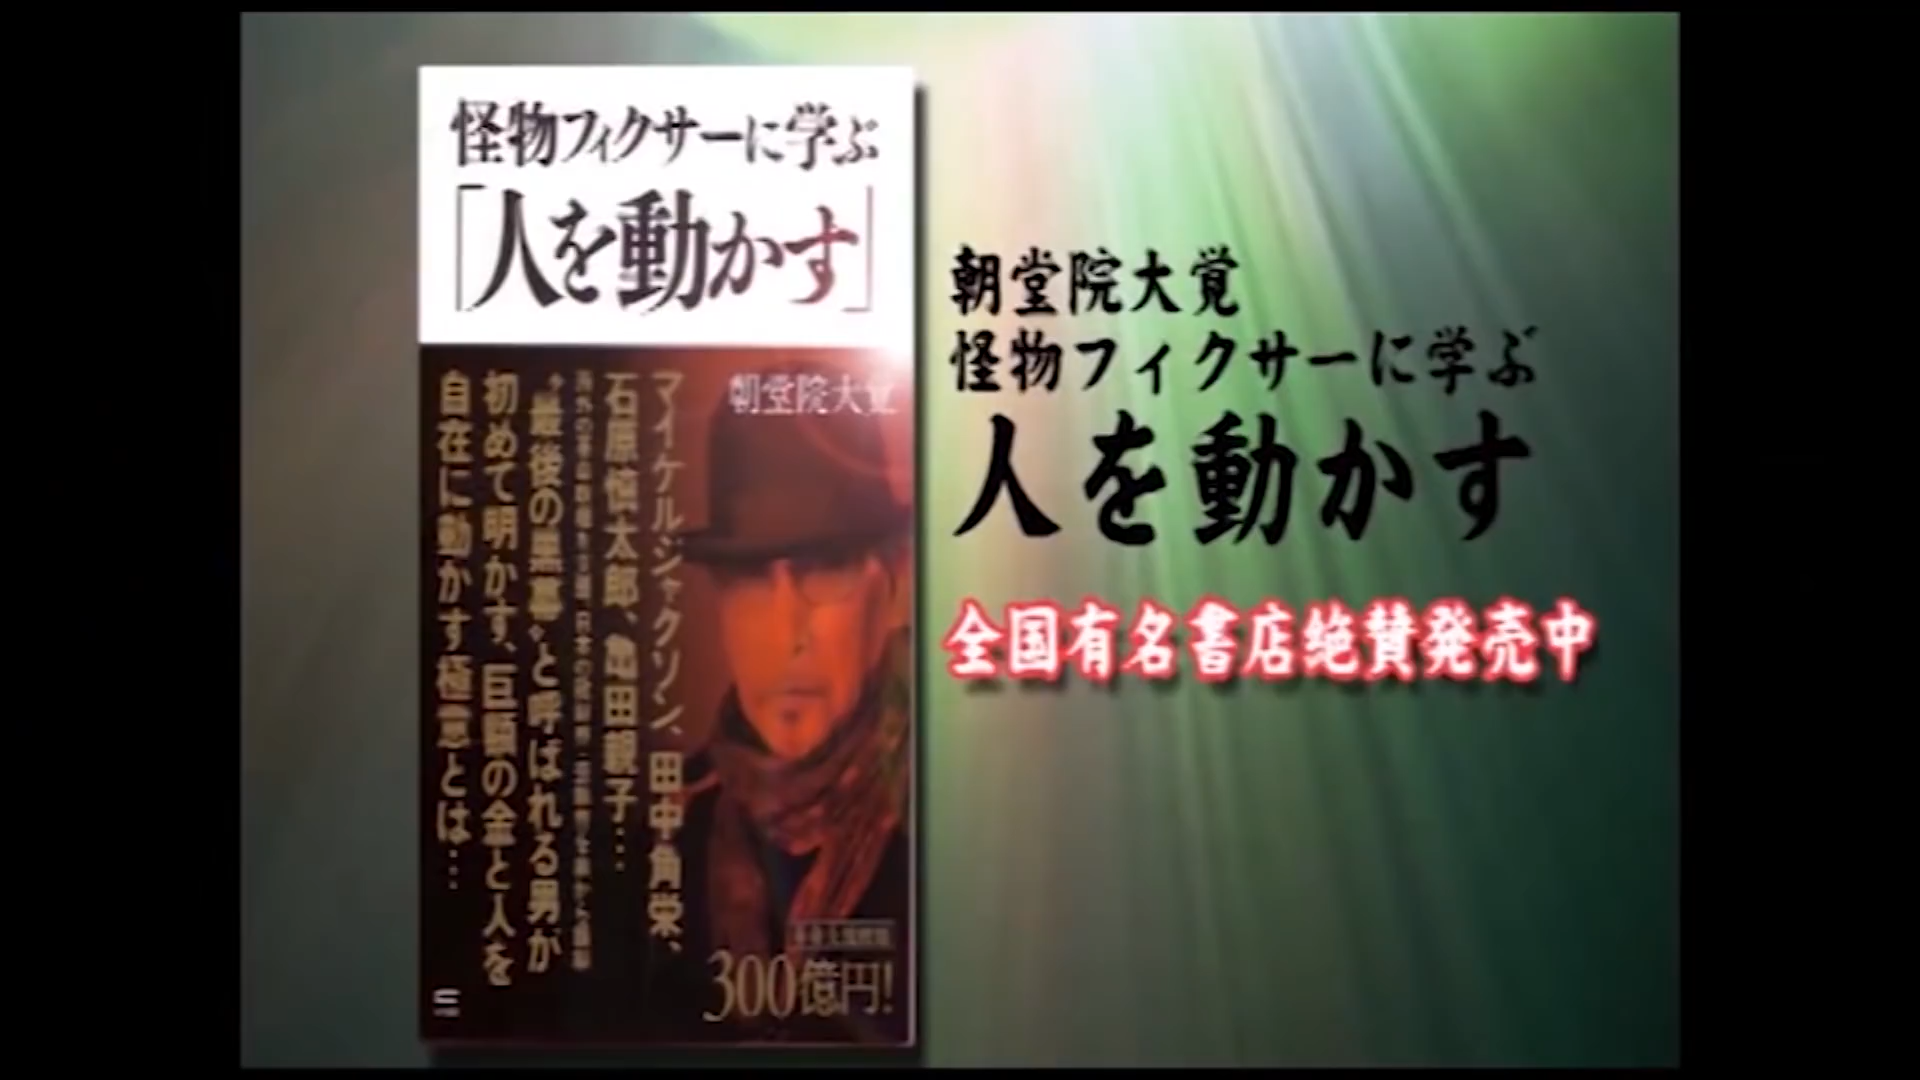 怪物フィクサーに学ぶ
「人を動かす」
朝堂院大覚
マイケルジャクソン、田中角栄、
石原慎太郎、亀田親子…
“最後の黒幕”と呼ばれる男が
初めて明かす、巨額の金と人を
自在に動かす極意とは…
300億円!
朝堂院大覚
怪物フィクサーに学ぶ
人を動かす
全国有名書店絶賛発売中